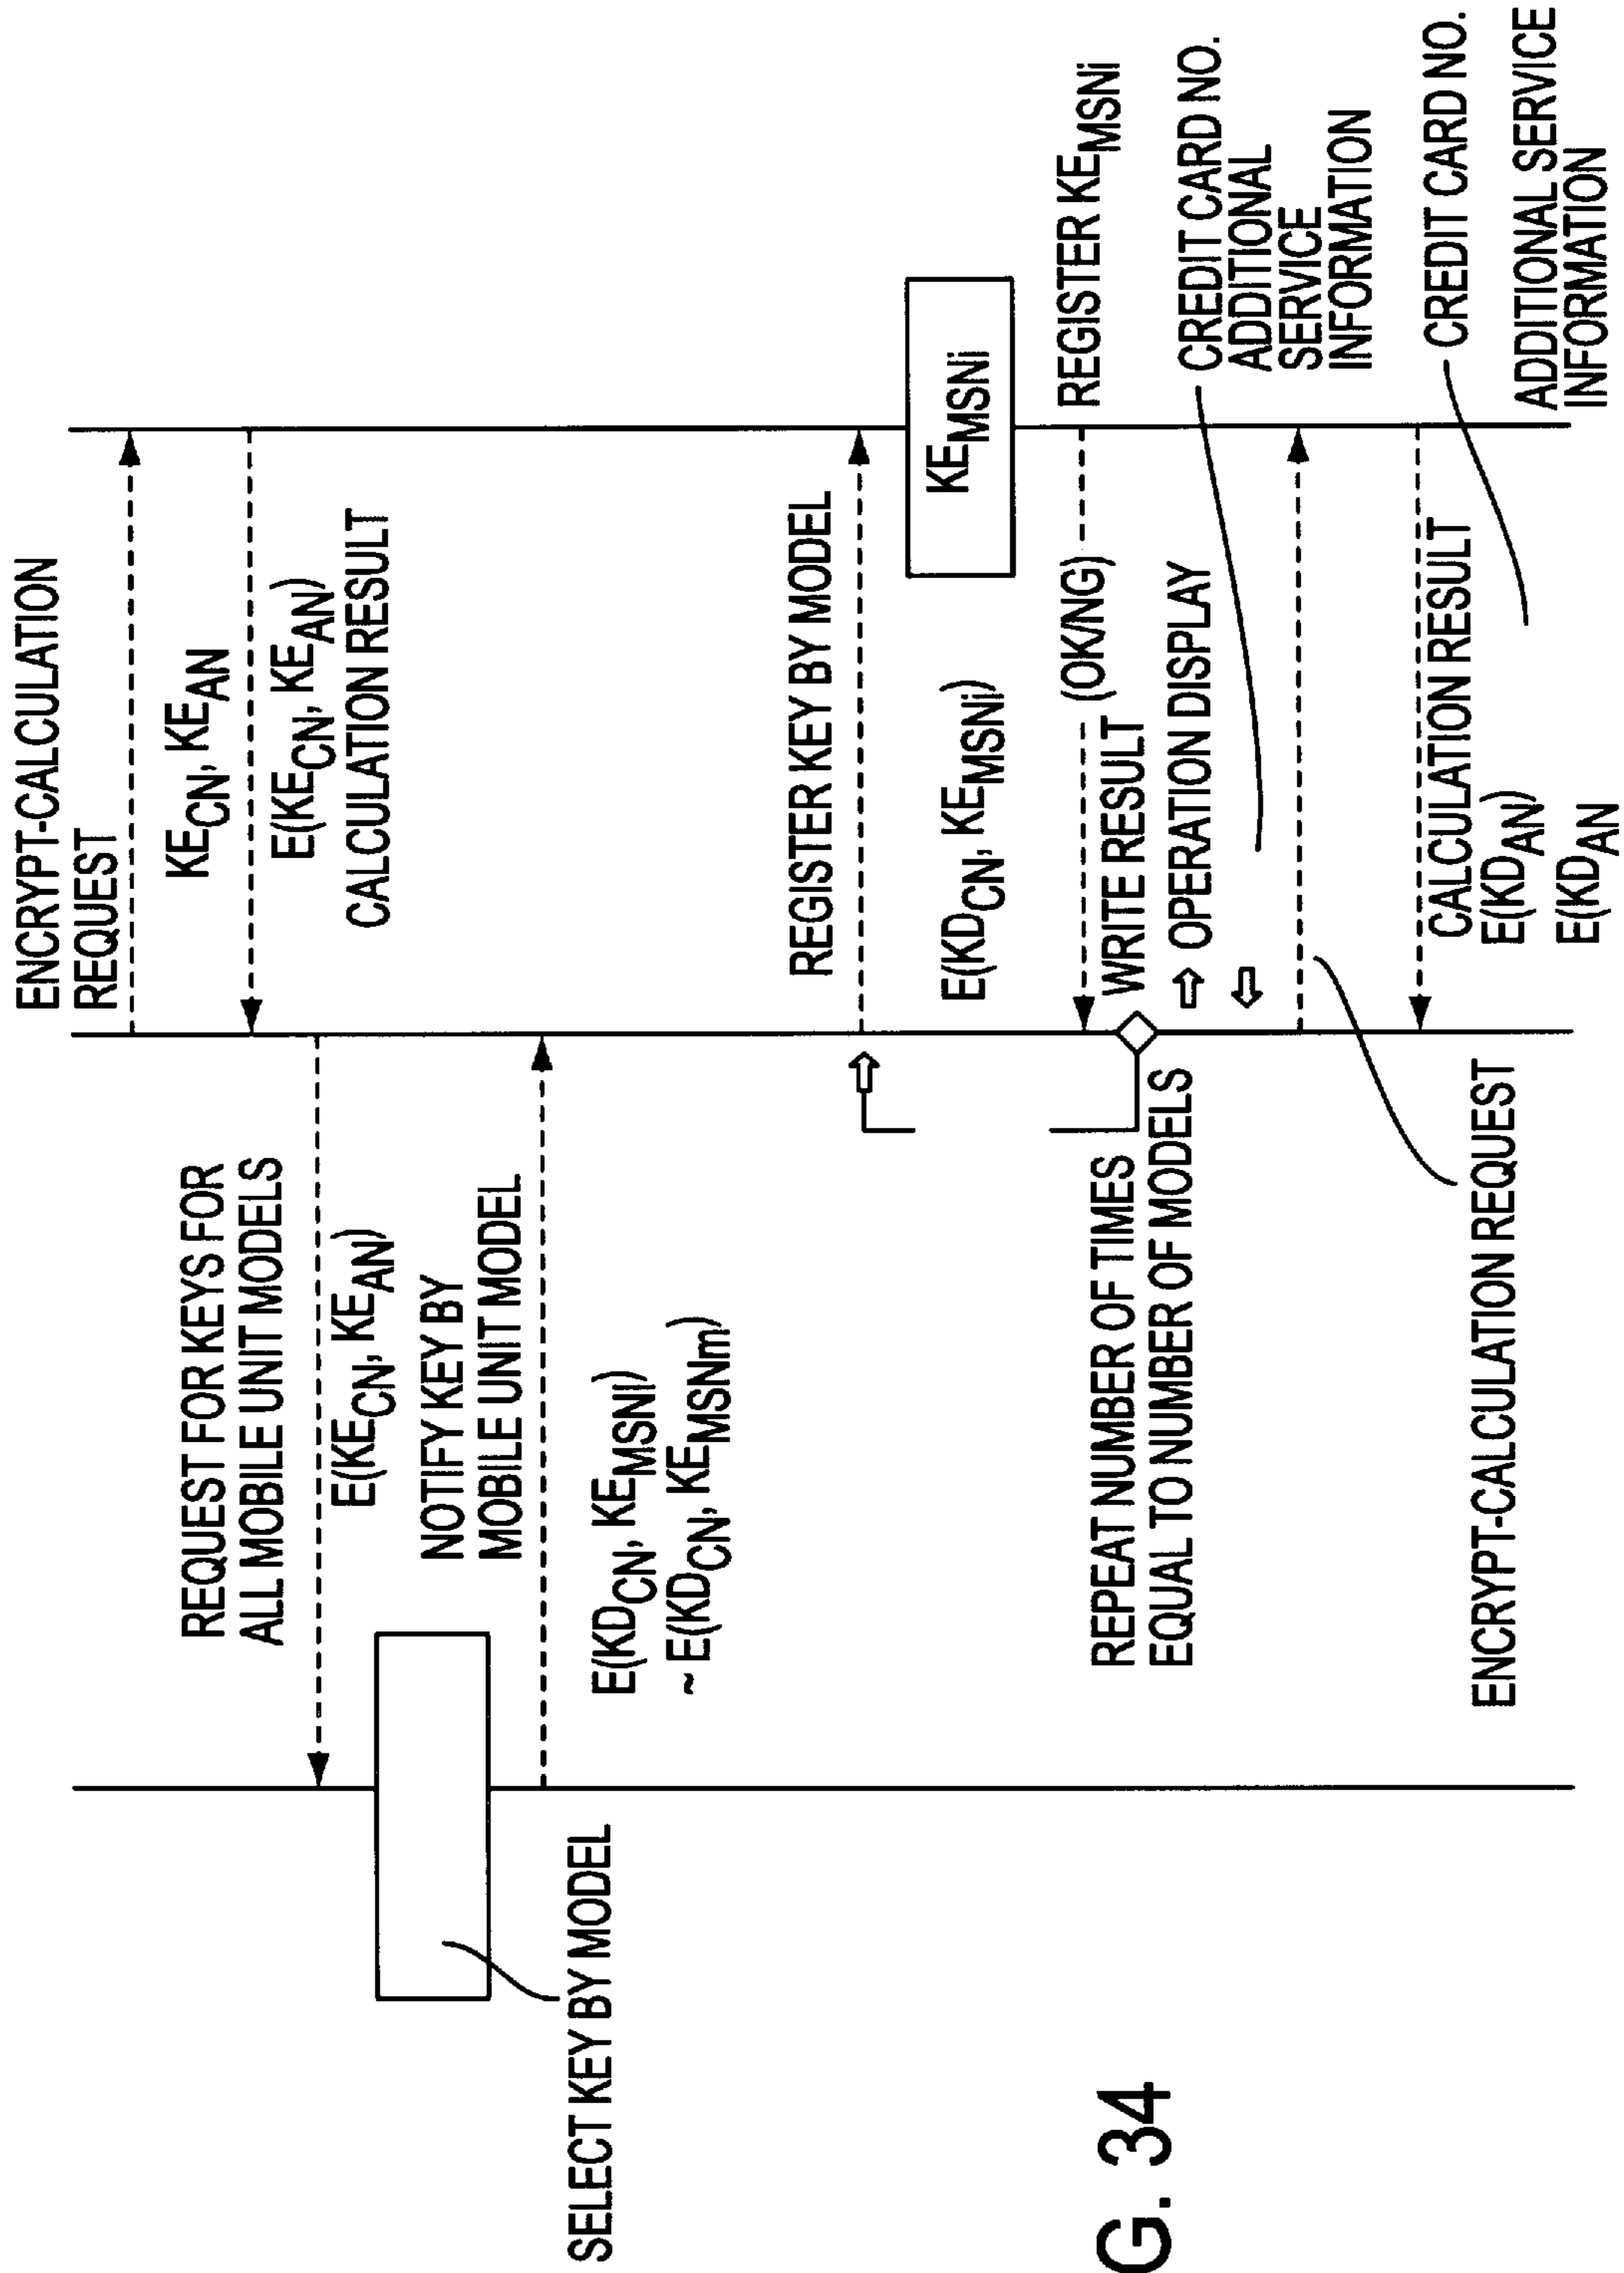 ENCRYPT-CALCULATION
REQUEST
KE_CN, KE_AN
E(KE_CN, KE_AN)
CALCULATION RESULT
REQUEST FOR KEYS FOR
ALL MOBILE UNIT MODELS
E(KE_CN, KE_AN)
SELECT KEY BY MODEL
NOTIFY KEY BY
MOBILE UNIT MODEL
E(KD_CN, KE_MSNI)
~ E(KD_CN, KE_MSNm)
REGISTER KEY BY MODEL
E(KD_CN, KE_MSNi)
KE_MSNi
REGISTER KE_MSNi
(OK/NG)
WRITE RESULT
REPEAT NUMBER OF TIMES
EQUAL TO NUMBER OF MODELS
⇨ OPERATION DISPLAY
⇦
CREDIT CARD NO.
ADDITIONAL
SERVICE
INFORMATION
ENCRYPT-CALCULATION REQUEST
CALCULATION RESULT
E(KD_AN)
E(KD_AN
CREDIT CARD NO.
ADDITIONAL SERVICE
INFORMATION
G. 34